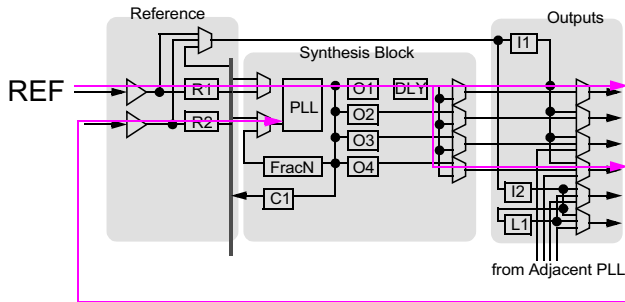 Reference
Outputs
I1
Synthesis Block
REF
R1
PLL
O1
DLY
R2
O2
O3
FracN
O4
C1
I2
L1
from Adjacent PLL